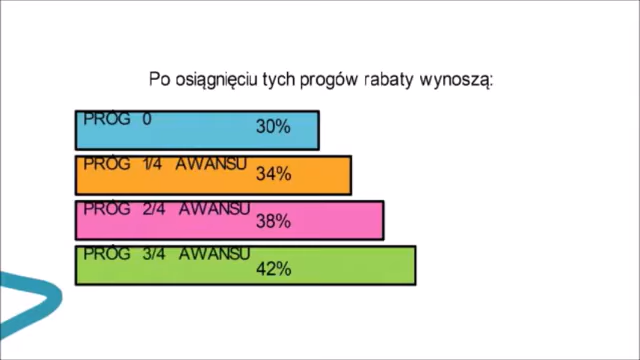 Po osiągnięciu tych progów rabaty wynoszą:
PRÓG 0 30%
PRÓG 1/4 AWANSU 34%
PRÓG 2/4 AWANSU 38%
PRÓG 3/4 AWANSU 42%